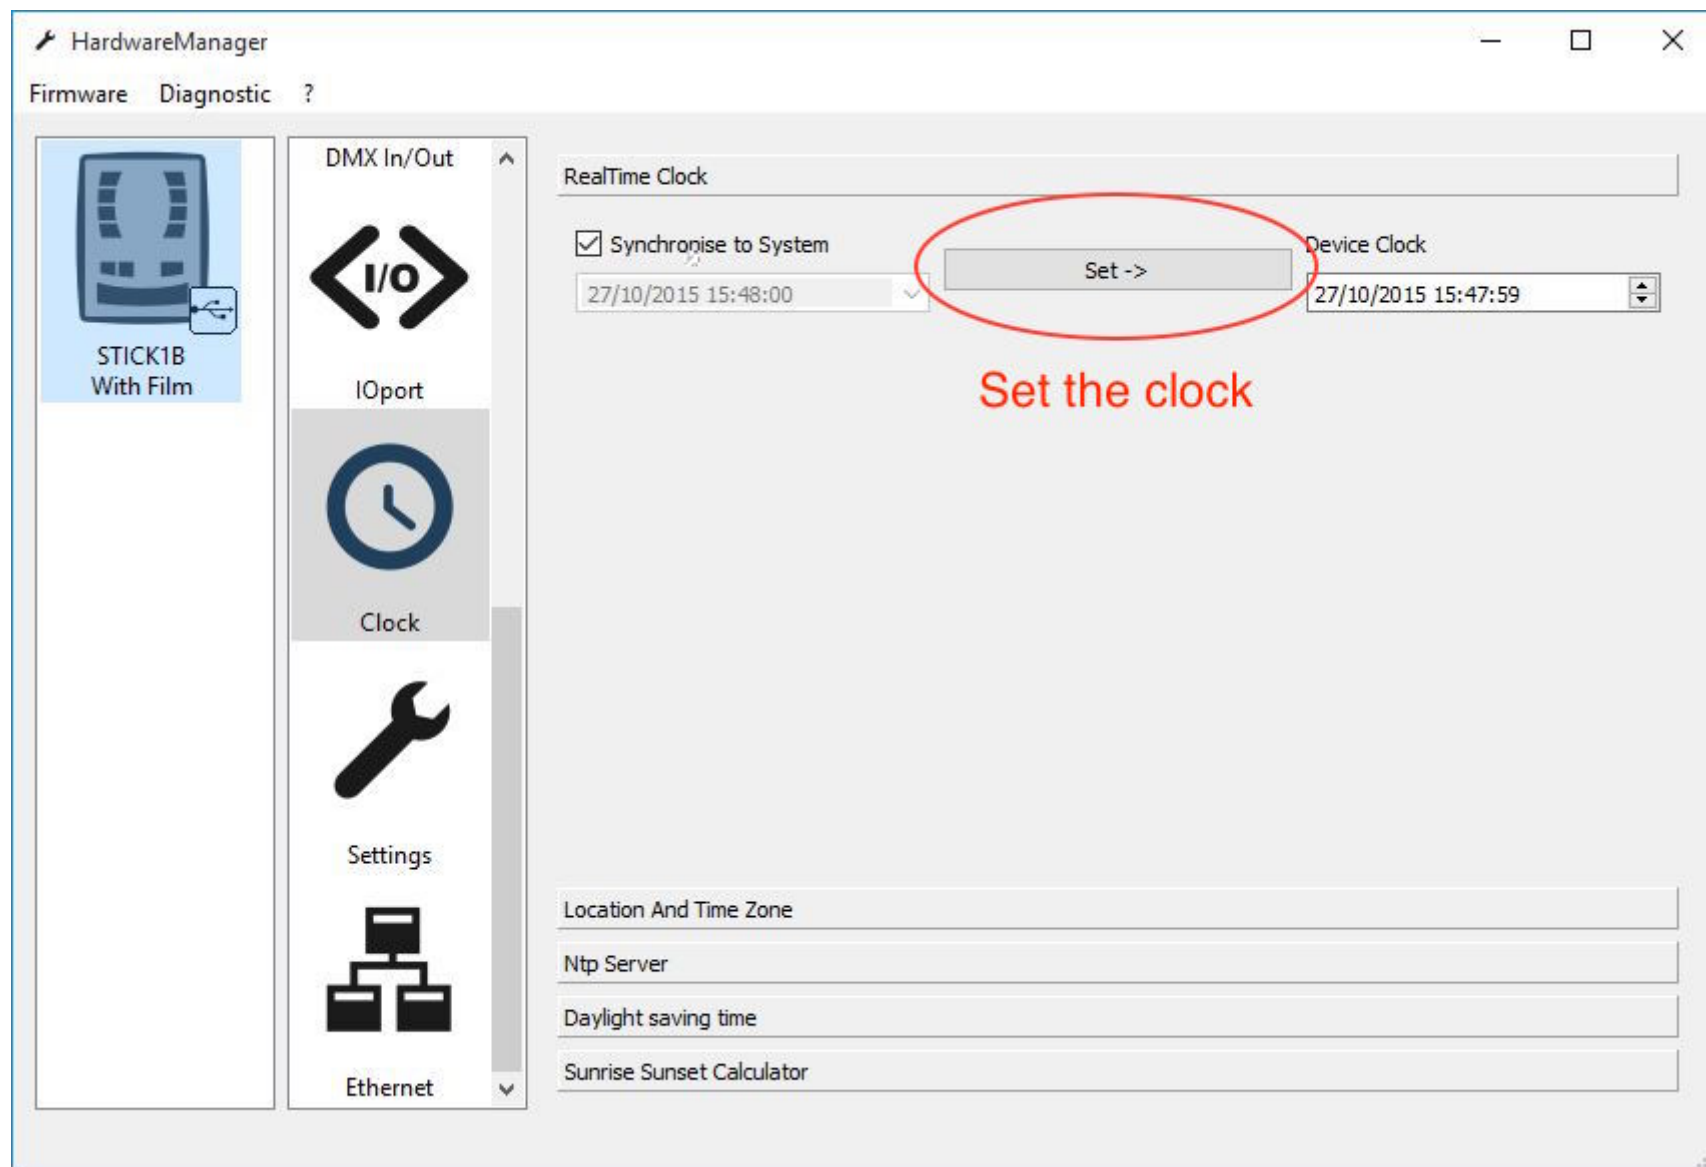 HardwareManager
Firmware Diagnostic ?
STICK1B
With Film
DMX In/Out
I/O
IOport
Clock
Settings
Ethernet
RealTime Clock
Synchronise to System
27/10/2015 15:48:00
Set ->
Device Clock
27/10/2015 15:47:59
Set the clock
Location And Time Zone
Ntp Server
Daylight saving time
Sunrise Sunset Calculator